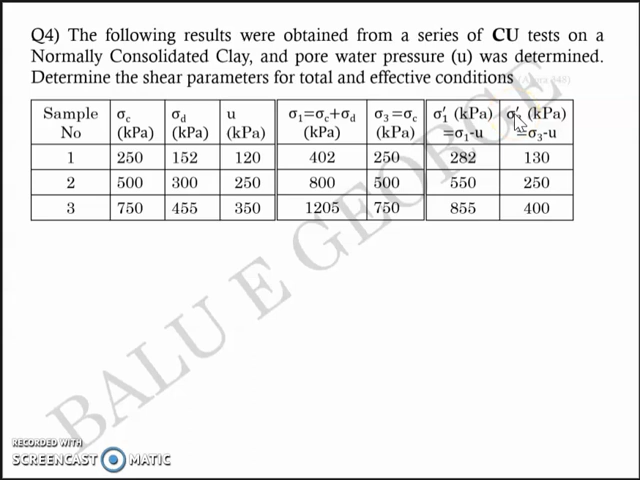 Q4) The following results were obtained from a series of CU tests on a
Normally Consolidated Clay, and pore water pressure (u) was determined.
Determine the shear parameters for total and effective conditions
Sample No σc (kPa) σd (kPa) u (kPa) σ1=σc+σd (kPa) σ3=σc (kPa) σ′1 (kPa) =σ1-u σ′3 (kPa) =σ3-u
1 250 152 120 402 250 282 130
2 500 300 250 800 500 550 250
3 750 455 350 1205 750 855 400
BALU E GEORGE
RECORDED WITH
SCREENCAST MATIC